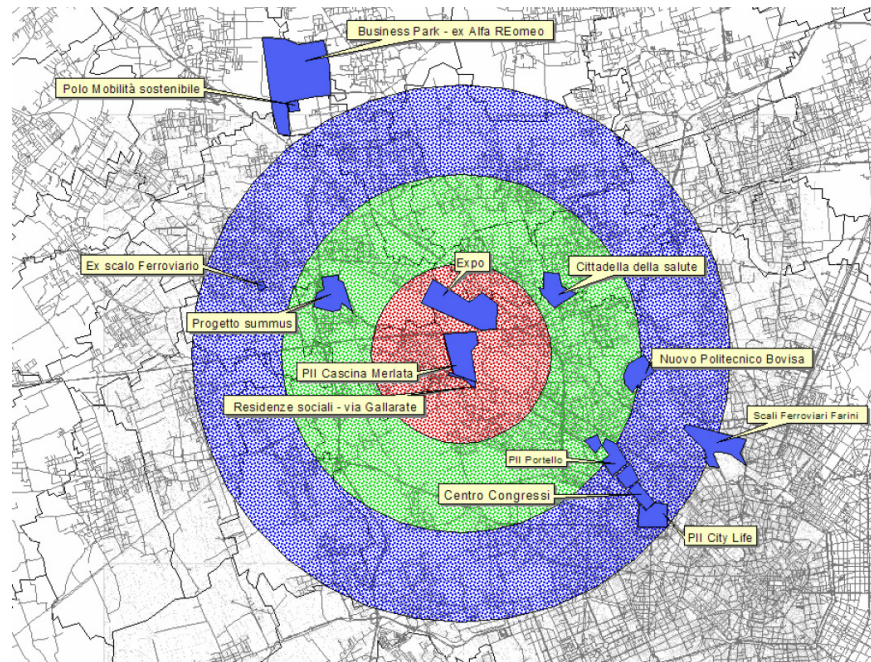 Business Park - ex Alfa REomeo
Polo Mobilità sostenibile
Expo
Cittadella della salute
Ex scalo Ferroviario
Progetto summus
Nuovo Politecnico Bovisa
PII Cascina Merlata
Residenze sociali - via Gallarate
Scali Ferroviari Farini
PII Portello
Centro Congressi
PII City Life